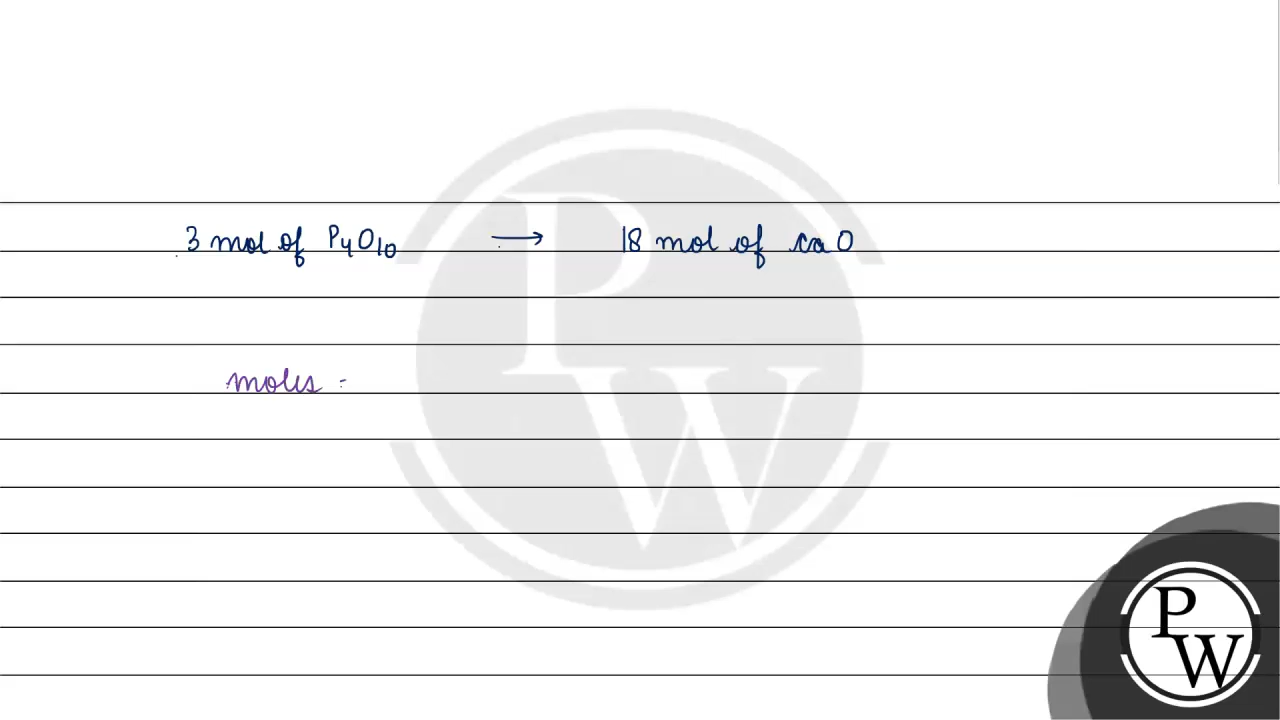 3 mol of P₄O₁₀ → 18 mol of CaO
moles =
P
W
P
W